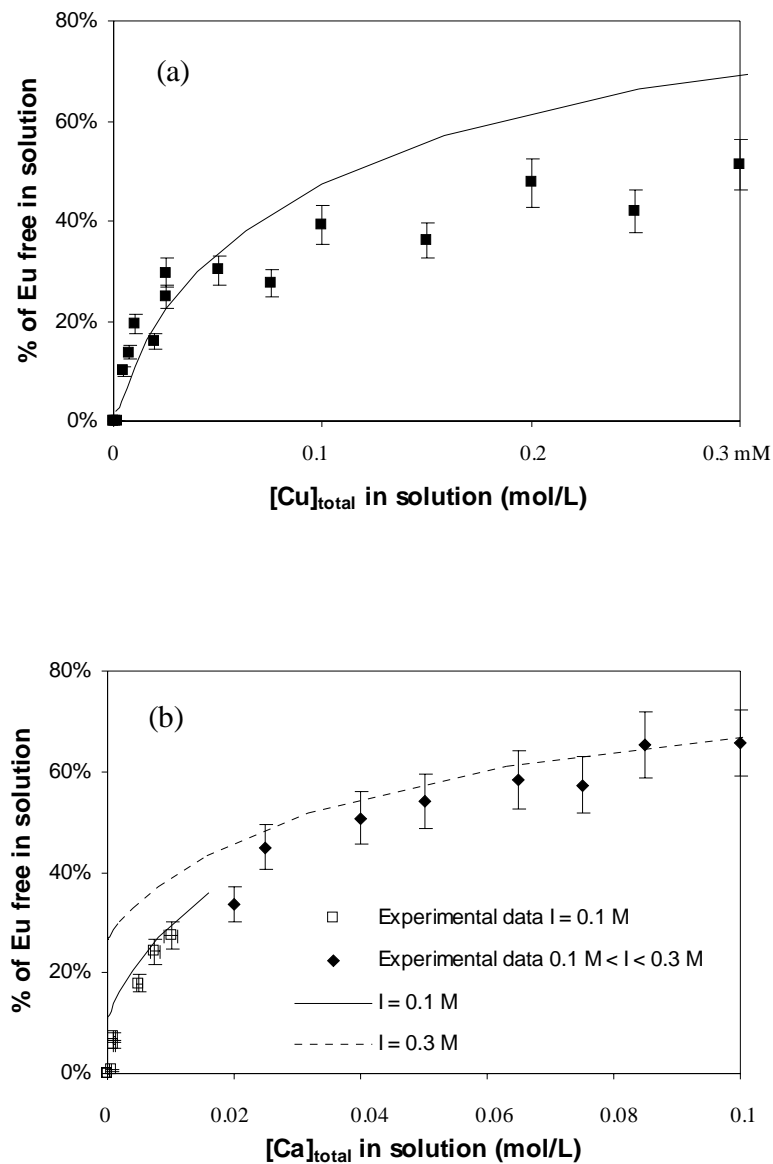 80%
(a)
60%
40%
20%
0%
% of Eu free in solution
0 0.1 0.2 0.3 mM
[Cu]total in solution (mol/L)
80%
(b)
60%
40%
20%
0%
% of Eu free in solution
Experimental data I = 0.1 M
Experimental data 0.1 M < I < 0.3 M
I = 0.1 M
I = 0.3 M
0 0.02 0.04 0.06 0.08 0.1
[Ca]total in solution (mol/L)